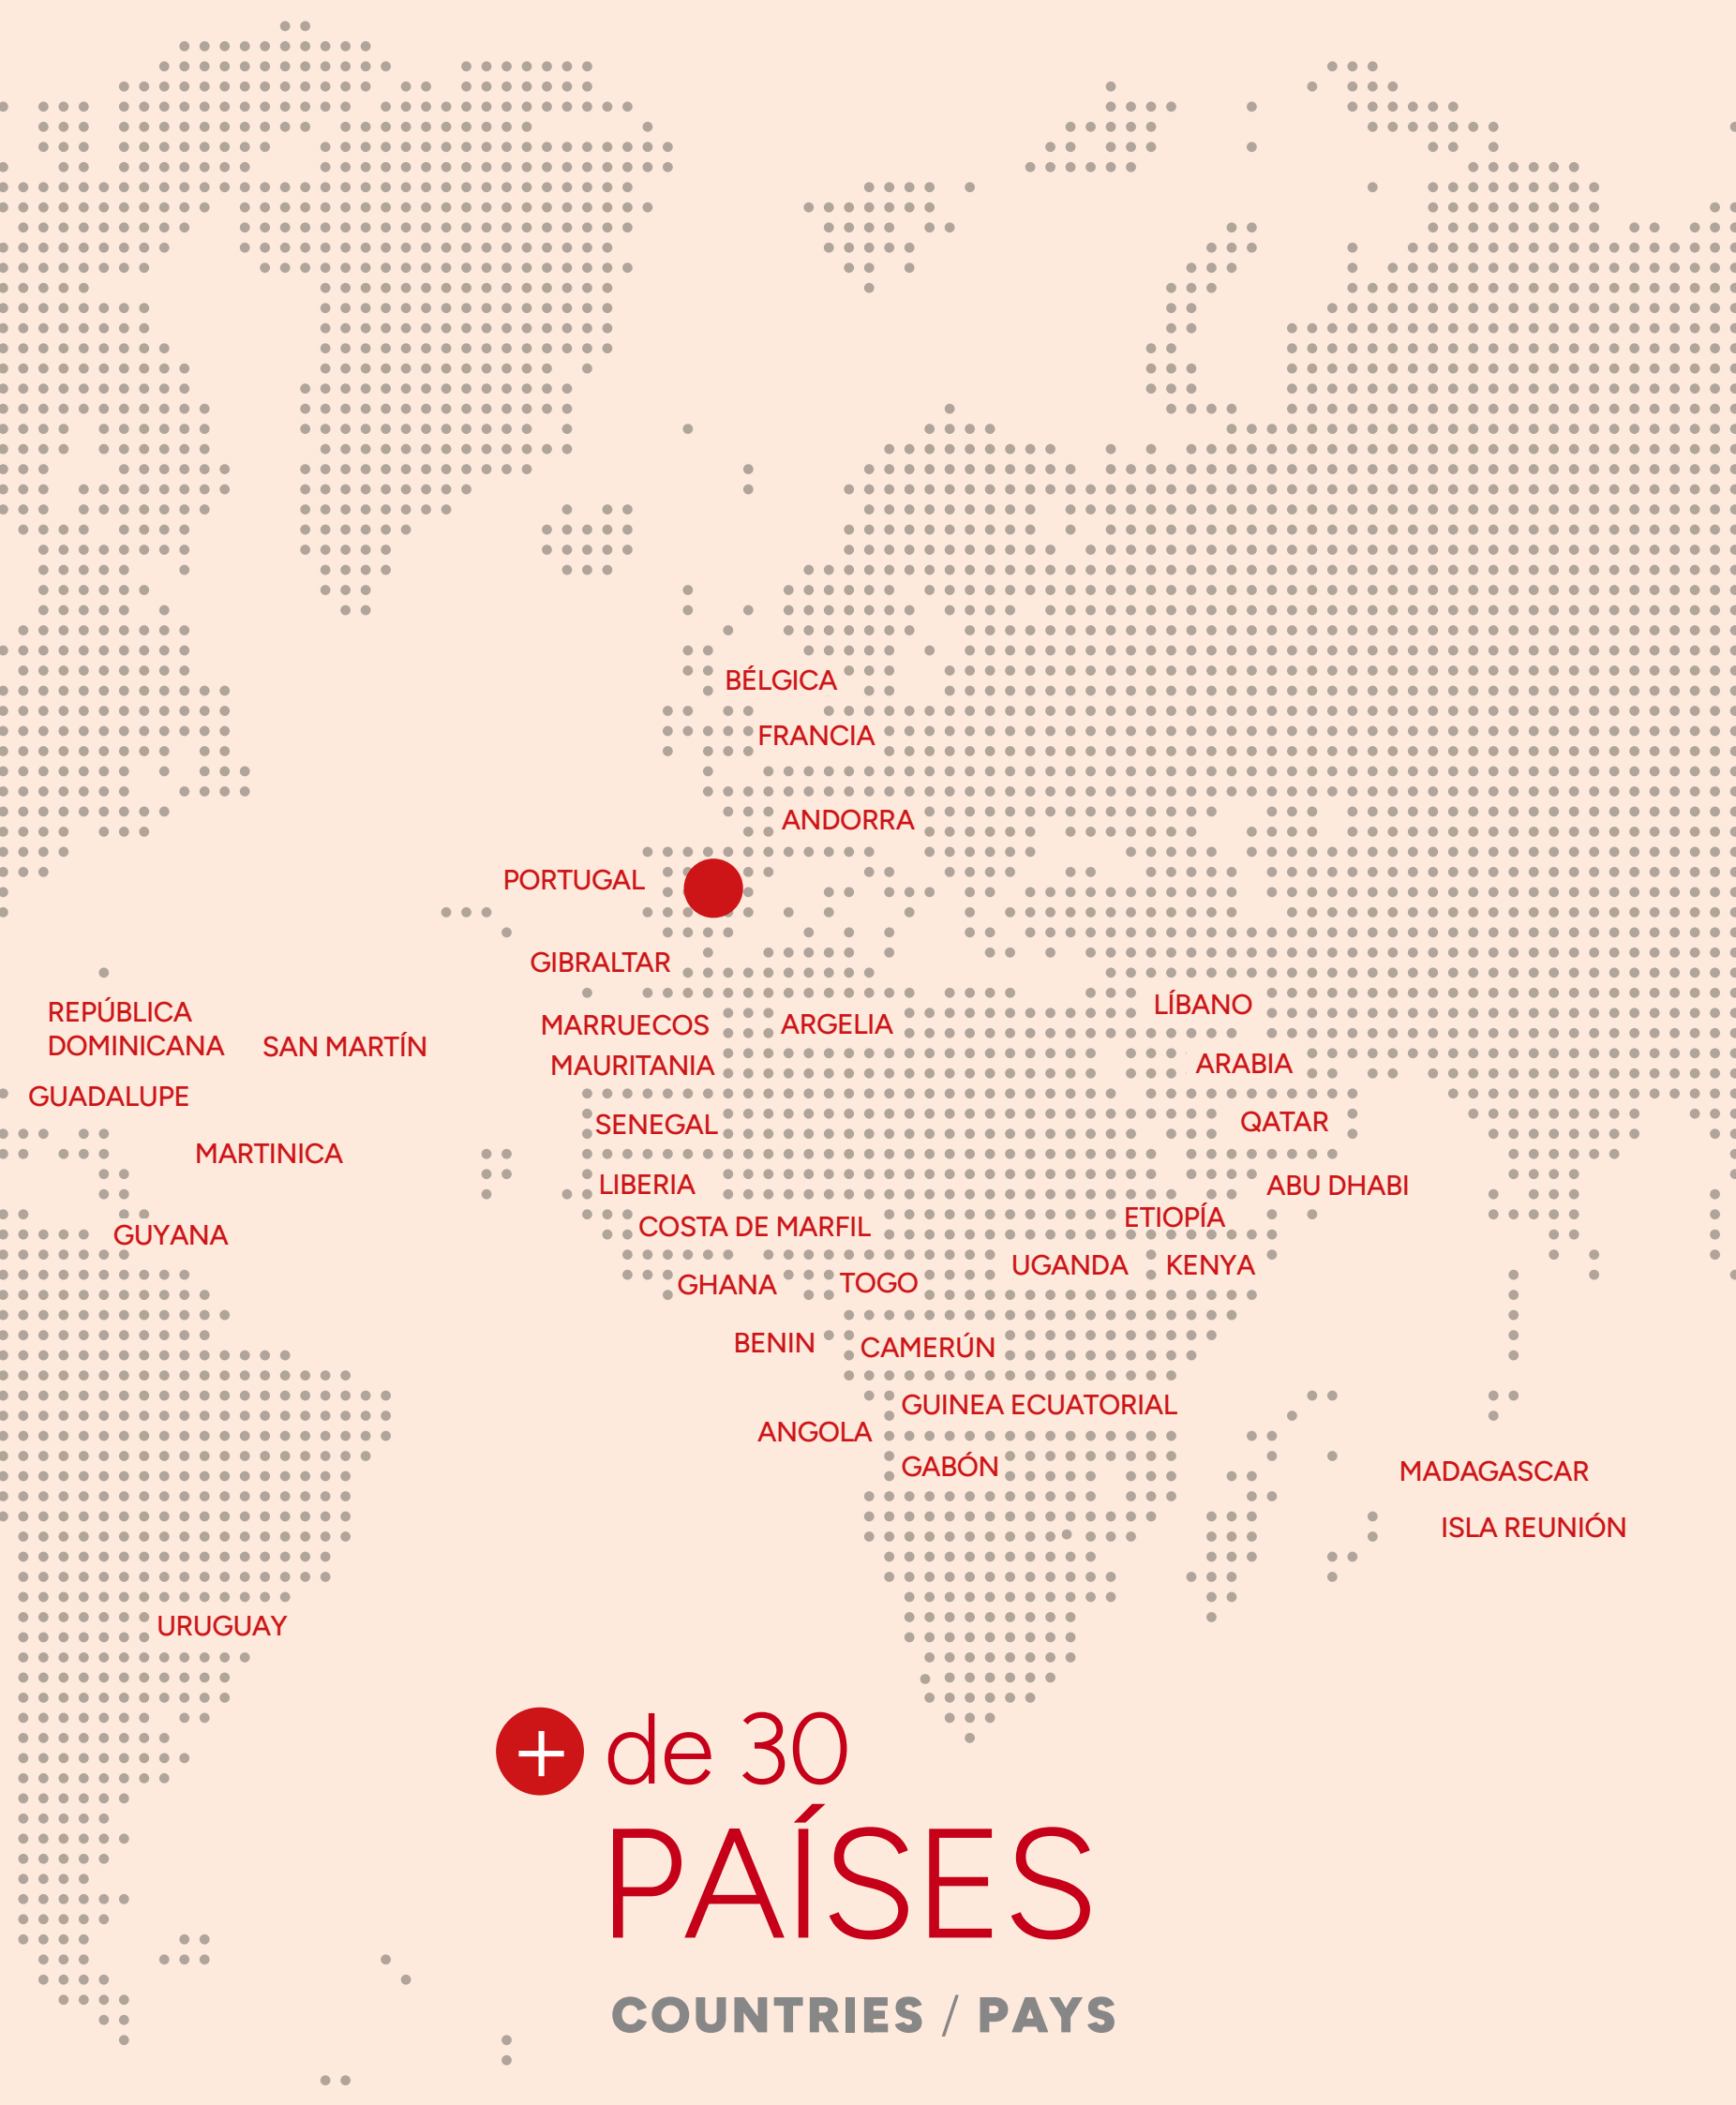 BÉLGICA
FRANCIA
ANDORRA
PORTUGAL
GIBRALTAR
REPÚBLICA
DOMINICANA
SAN MARTÍN
GUADALUPE
MARTINICA
GUYANA
MARRUECOS
ARGELIA
MAURITANIA
SENEGAL
LIBERIA
COSTA DE MARFIL
GHANA
TOGO
BENIN
CAMERÚN
GUINEA ECUATORIAL
ANGOLA
GABÓN
LÍBANO
ARABIA
QATAR
ABU DHABI
ETIOPÍA
UGANDA
KENYA
MADAGASCAR
ISLA REUNIÓN
URUGUAY
+ de 30
PAÍSES
COUNTRIES / PAYS